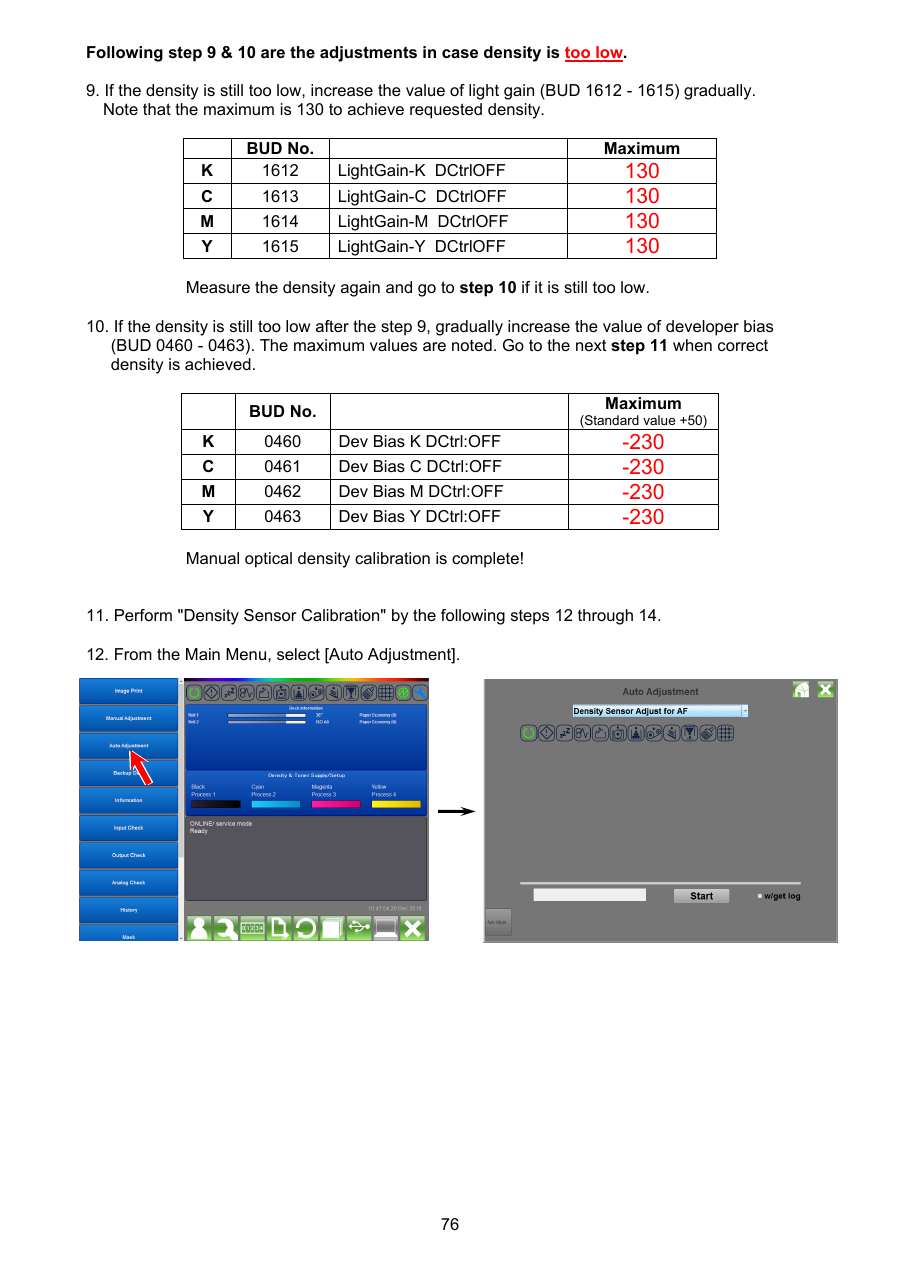 Following step 9 & 10 are the adjustments in case density is too low.
9. If the density is still too low, increase the value of light gain (BUD 1612 - 1615) gradually.
Note that the maximum is 130 to achieve requested density.
BUD No. Maximum
K 1612 LightGain-K DCtrlOFF 130
C 1613 LightGain-C DCtrlOFF 130
M 1614 LightGain-M DCtrlOFF 130
Y 1615 LightGain-Y DCtrlOFF 130
Measure the density again and go to step 10 if it is still too low.
10. If the density is still too low after the step 9, gradually increase the value of developer bias
(BUD 0460 - 0463). The maximum values are noted. Go to the next step 11 when correct
density is achieved.
BUD No. Maximum
(Standard value +50)
K 0460 Dev Bias K DCtrl:OFF -230
C 0461 Dev Bias C DCtrl:OFF -230
M 0462 Dev Bias M DCtrl:OFF -230
Y 0463 Dev Bias Y DCtrl:OFF -230
Manual optical density calibration is complete!
11. Perform "Density Sensor Calibration" by the following steps 12 through 14.
12. From the Main Menu, select [Auto Adjustment].
Image Print
Manual Adjustment
Auto Adjustment
Backup
Information
Input Check
Output Check
Analog Check
History
Mask
Density & Toner Supply/Setup
Black Cyan Magenta Yellow
Process 1 Process 2 Process 3 Process 4
ONLINE/ service mode
Ready
Auto Adjustment
Density Sensor Adjust for AF
Start w/get log
76